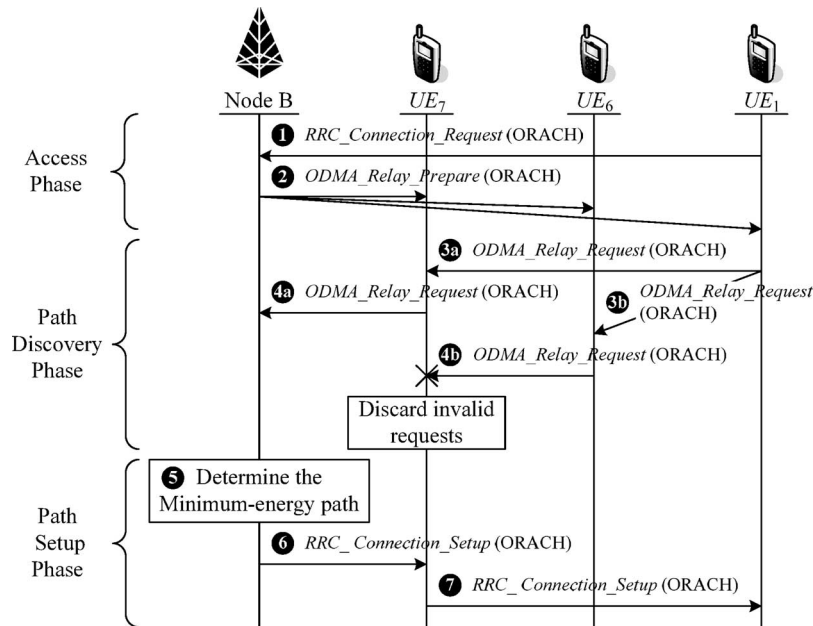 Node B
UE7
UE6
UE1
Access
Phase
1 RRC_Connection_Request (ORACH)
2 ODMA_Relay_Prepare (ORACH)
Path
Discovery
Phase
3a ODMA_Relay_Request (ORACH)
4a ODMA_Relay_Request (ORACH)
3b ODMA_Relay_Request
(ORACH)
4b ODMA_Relay_Request (ORACH)
Discard invalid
requests
Path
Setup
Phase
5 Determine the
Minimum-energy path
6 RRC_ Connection_Setup (ORACH)
7 RRC_ Connection_Setup (ORACH)